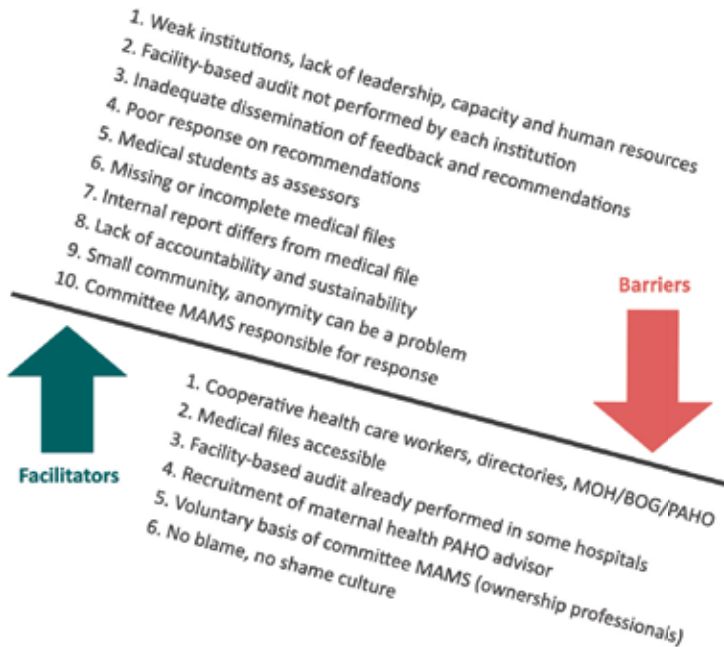 1. Weak institutions, lack of leadership, capacity and human resources
2. Facility-based audit not performed by each institution
3. Inadequate dissemination of feedback and recommendations
4. Poor response on recommendations
5. Medical students as assessors
6. Missing or incomplete medical files
7. Internal report differs from medical file
8. Lack of accountability and sustainability
9. Small community, anonymity can be a problem
10. Committee MAMS responsible for response
Barriers
Facilitators
1. Cooperative health care workers, directories, MOH/BOG/PAHO
2. Medical files accessible
3. Facility-based audit already performed in some hospitals
4. Recruitment of maternal health PAHO advisor
5. Voluntary basis of committee MAMS (ownership professionals)
6. No blame, no shame culture